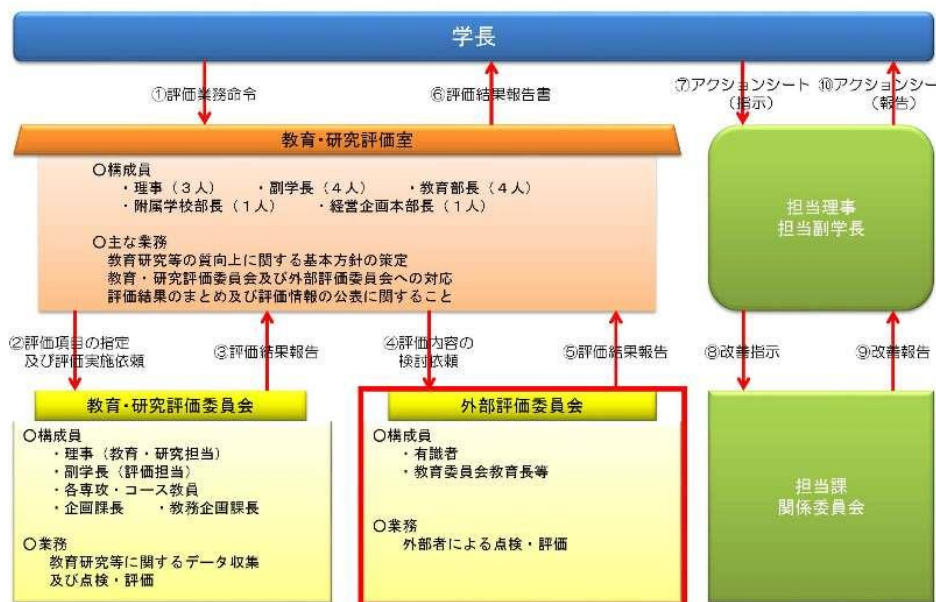 学長
①評価業務命令
⑥評価結果報告書
⑦アクションシート
(指示)
⑩アクションシー
(報告)
教育・研究評価室
○構成員
・理事(3人) ・副学長(4人) ・教育部長(4人)
・附属学校部長(1人) ・経営企画本部長(1人)
○主な業務
教育研究等の質向上に関する基本方針の策定
教育・研究評価委員会及び外部評価委員会への対応
評価結果のまとめ及び評価情報の公表に関すること
担当理事
担当副学長
②評価項目の指定
及び評価実施依頼
③評価結果報告
④評価内容の
検討依頼
⑤評価結果報告
⑧改善指示
⑨改善報告
教育・研究評価委員会
○構成員
・理事(教育・研究担当)
・副学長(評価担当)
・各専攻・コース教員
・企画課長 ・教務企画課長
○業務
教育研究等に関するデータ収集
及び点検・評価
外部評価委員会
○構成員
・有識者
・教育委員会教育長等
○業務
外部者による点検・評価
担当課
関係委員会